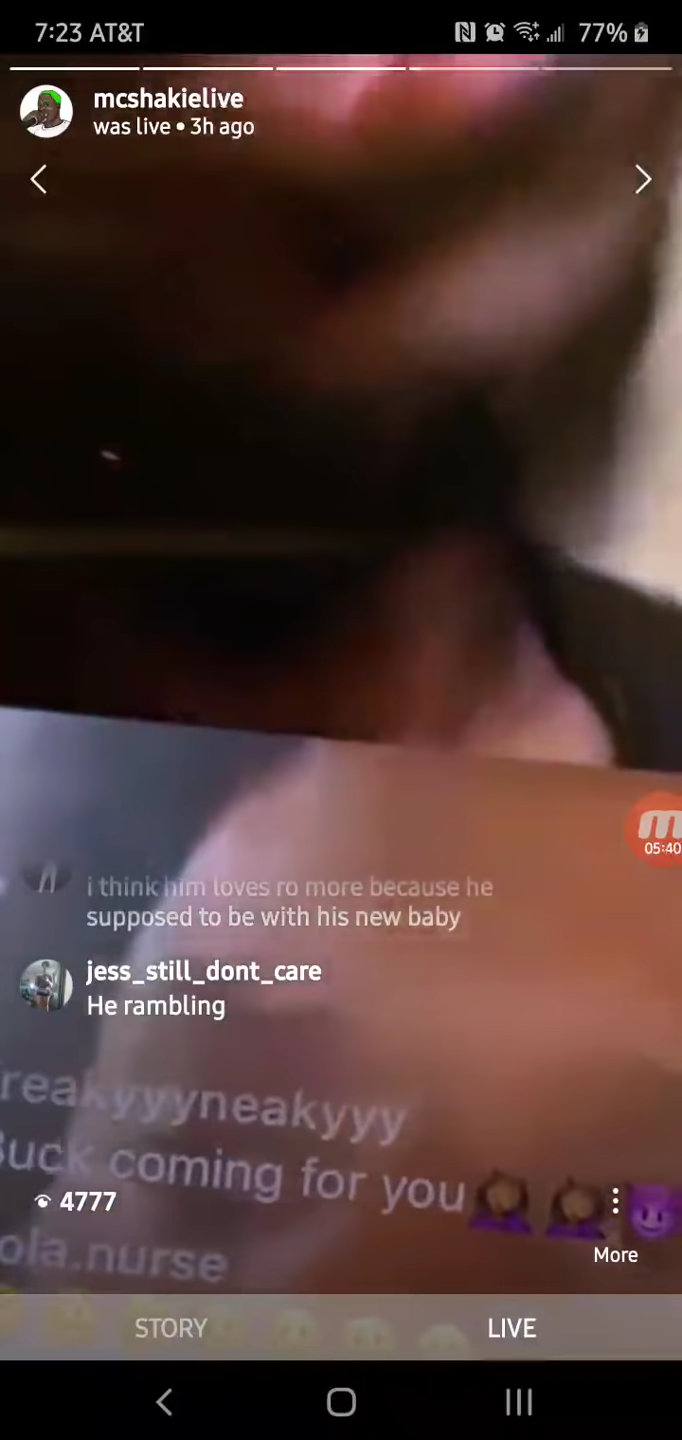 7:23 AT&T 77%
mcshakielive
was live • 3h ago
05:40
i think him loves ro more because he
supposed to be with his new baby
jess_still_dont_care
He rambling
reakyyyneakyyy
Buck coming for you
4777
ola.nurse
More
STORY LIVE